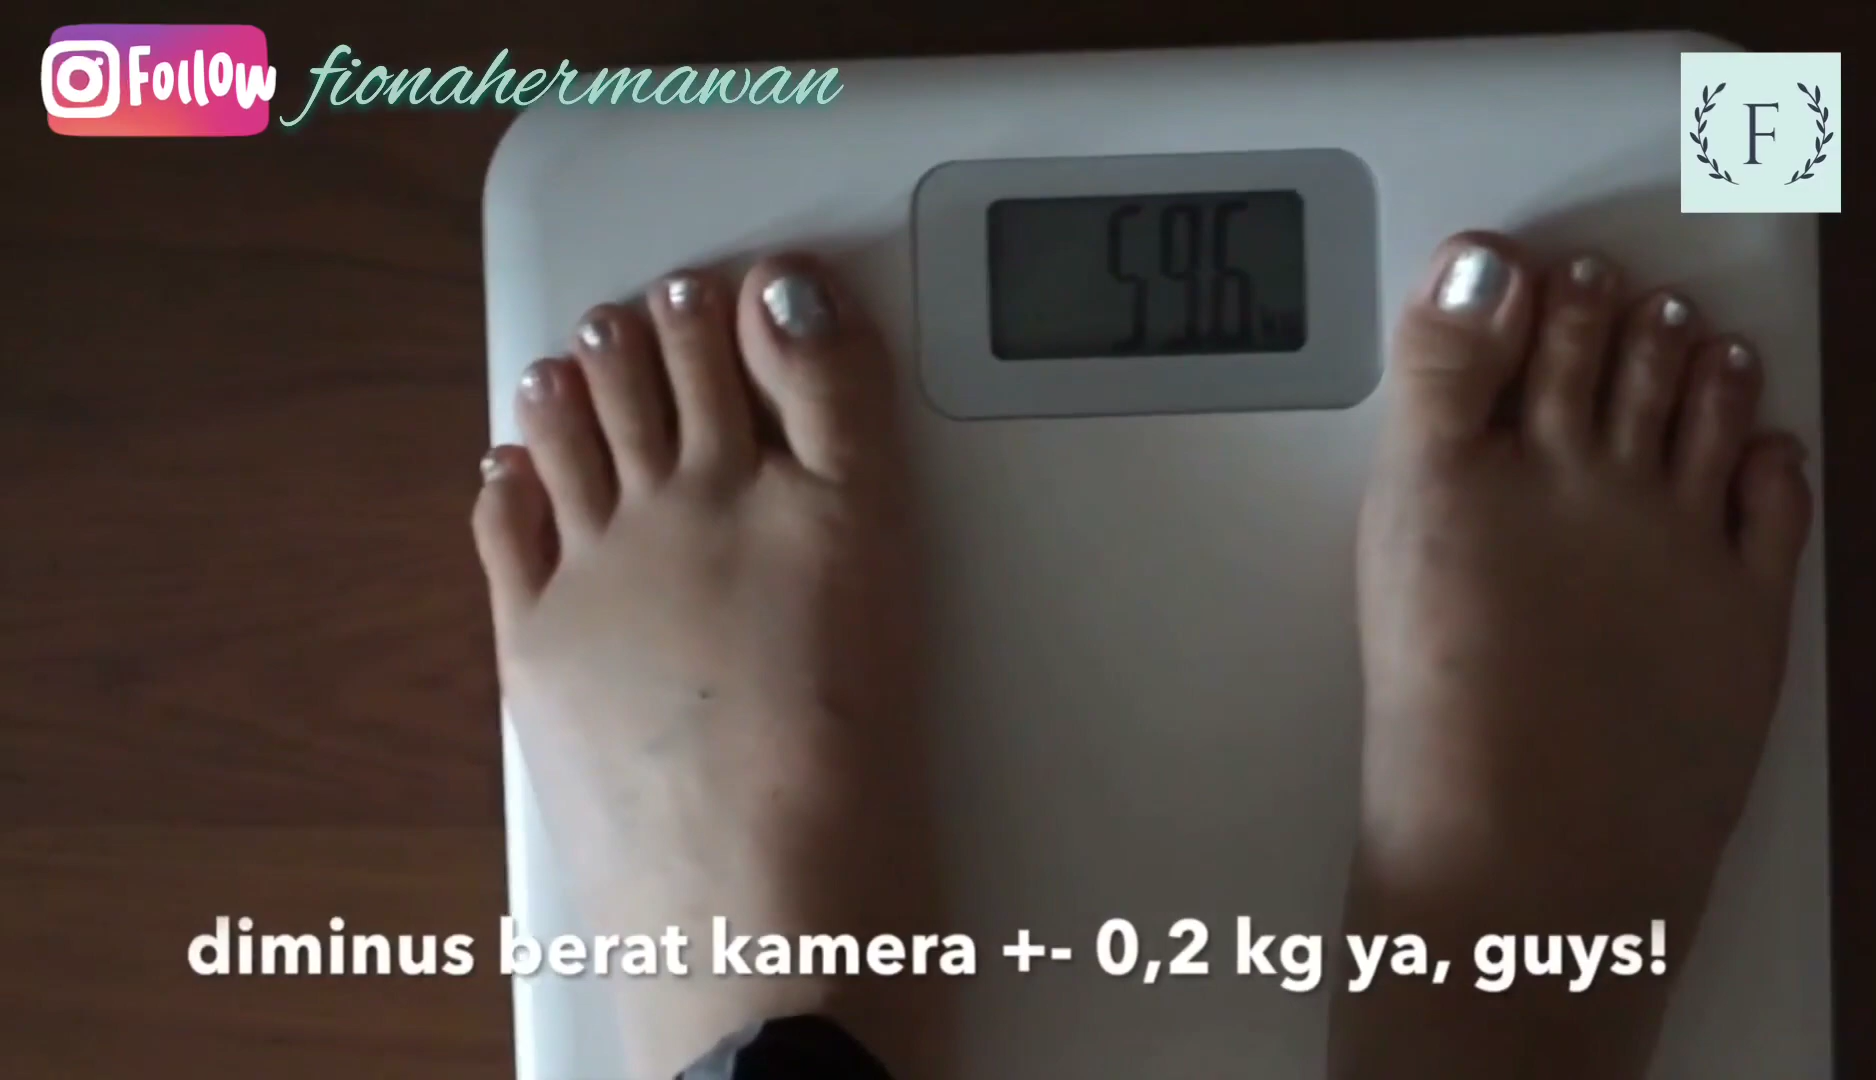 Follow fionahermawan
F
59.6
diminus berat kamera +- 0,2 kg ya, guys!